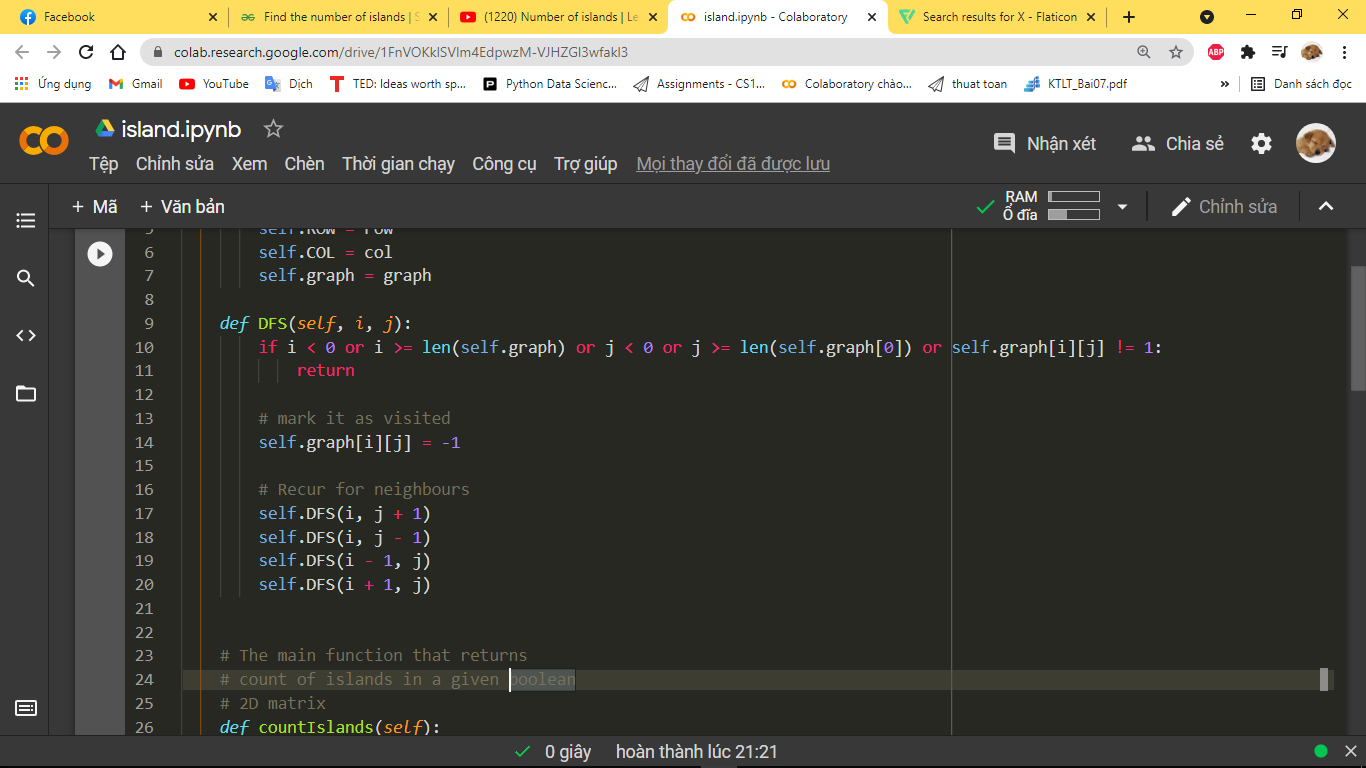 Facebook
Find the number of islands | S
(1220) Number of islands | Le
island.ipynb - Colaboratory
Search results for X - Flaticon
colab.research.google.com/drive/
Ứng dụng
Gmail
YouTube
Dịch
TED: Ideas worth sp...
Python Data Scienc...
Assignments - CS1...
Colaboratory chào...
thuat toan
KTLT_Bai07.pdf
»
Danh sách đọc
island.ipynb
Nhận xét
Chia sẻ
Tệp Chỉnh sửa Xem Chèn Thời gian chạy Công cụ Trợ giúp Mọi thay đổi đã được lưu
+ Mã + Văn bản
RAM
Ổ đĩa
Chỉnh sửa
5 self.ROW = row
6 self.COL = col
7 self.graph = graph
8
9 def DFS(self, i, j):
10 if i < 0 or i >= len(self.graph) or j < 0 or j >= len(self.graph[0]) or self.graph[i][j] != 1:
11 return
12
13 # mark it as visited
14 self.graph[i][j] = -1
15
16 # Recur for neighbours
17 self.DFS(i, j + 1)
18 self.DFS(i, j - 1)
19 self.DFS(i - 1, j)
20 self.DFS(i + 1, j)
21
22
23 # The main function that returns
24 # count of islands in a given boolean
25 # 2D matrix
26 def countIslands(self):
0 giây hoàn thành lúc 21:21